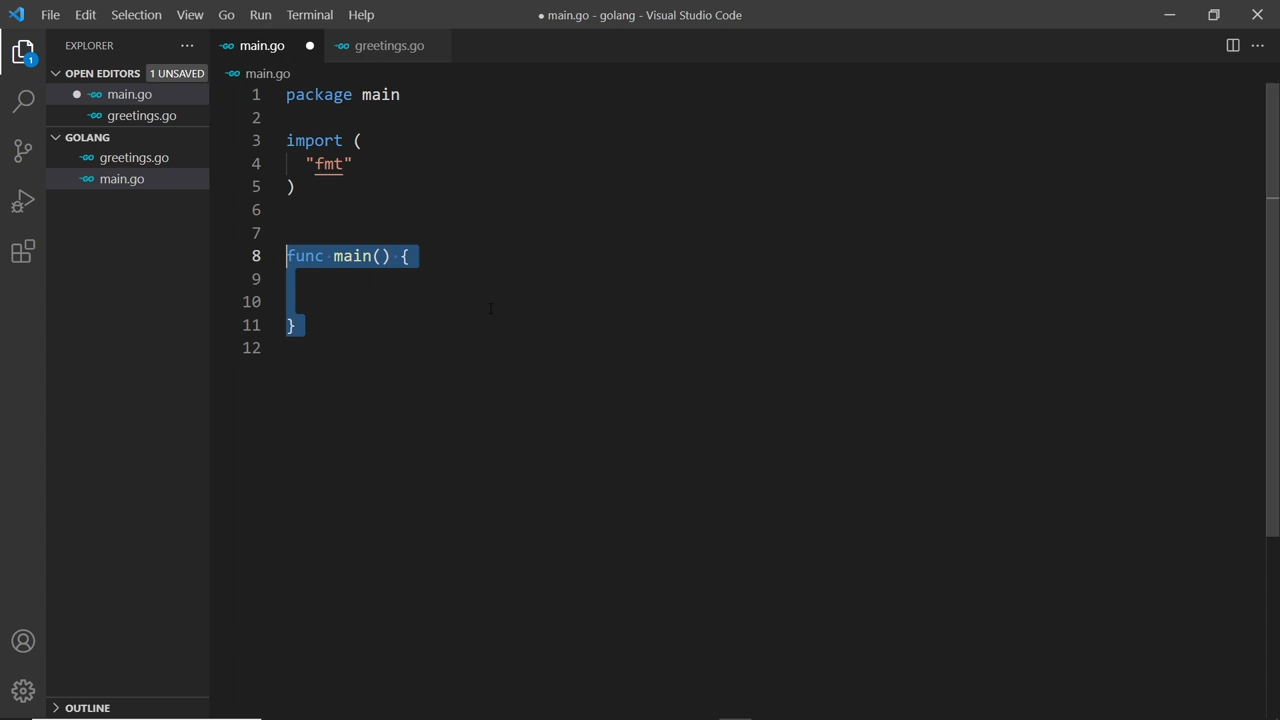 File Edit Selection View Go Run Terminal Help ● main.go - golang - Visual Studio Code
EXPLORER ···
main.go ● greetings.go
OPEN EDITORS 1 UNSAVED
main.go
greetings.go
GOLANG
greetings.go
main.go
OUTLINE
1
main.go
1 package main
2
3 import (
4 "fmt"
5 )
6
7
8 func main() {
9
10
11 }
12